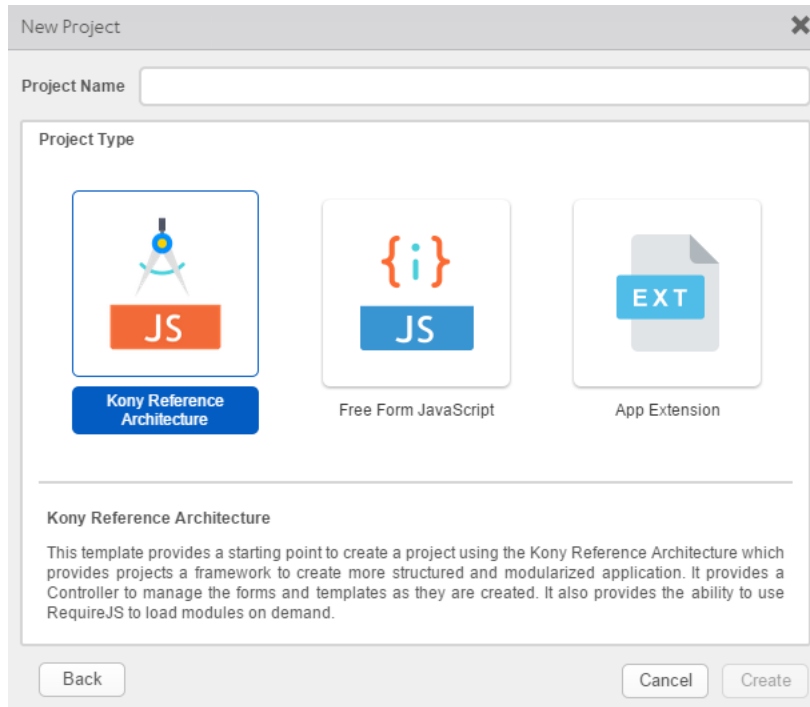 New Project
Project Name
Project Type
JS
{i}
JS
EXT
Kony Reference
Architecture
Free Form JavaScript
App Extension
Kony Reference Architecture
This template provides a starting point to create a project using the Kony Reference Architecture which
provides projects a framework to create more structured and modularized application. It provides a
Controller to manage the forms and templates as they are created. It also provides the ability to use
RequireJS to load modules on demand.
Back
Cancel
Create